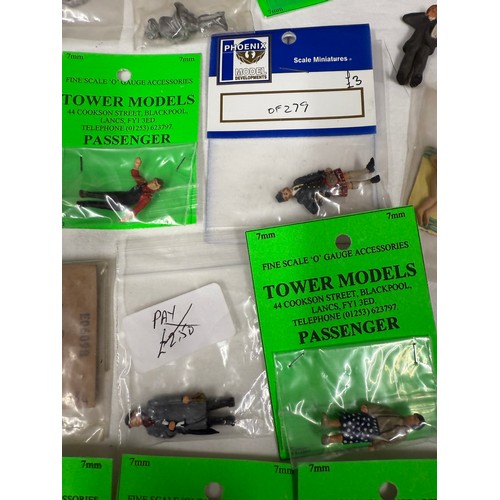 FINE SCALE 'O' GAUGE ACCESSORIES
TOWER MODELS
44 COOKSON STREET, BLACKPOOL,
LANCS, FY1 3ED.
TELEPHONE (01253) 623797
PASSENGER
7mm
PHOENIX
MODEL
DEVELOPMENTS
Scale Miniatures
£3
OF279
7mm
7mm
FINE SCALE 'O' GAUGE ACCESSORIES
TOWER MODELS
44 COOKSON STREET, BLACKPOOL,
LANCS, FY1 3ED.
TELEPHONE (01253) 623797
PASSENGER
PAY
£2.50
7mm
7mm
7mm
7mm